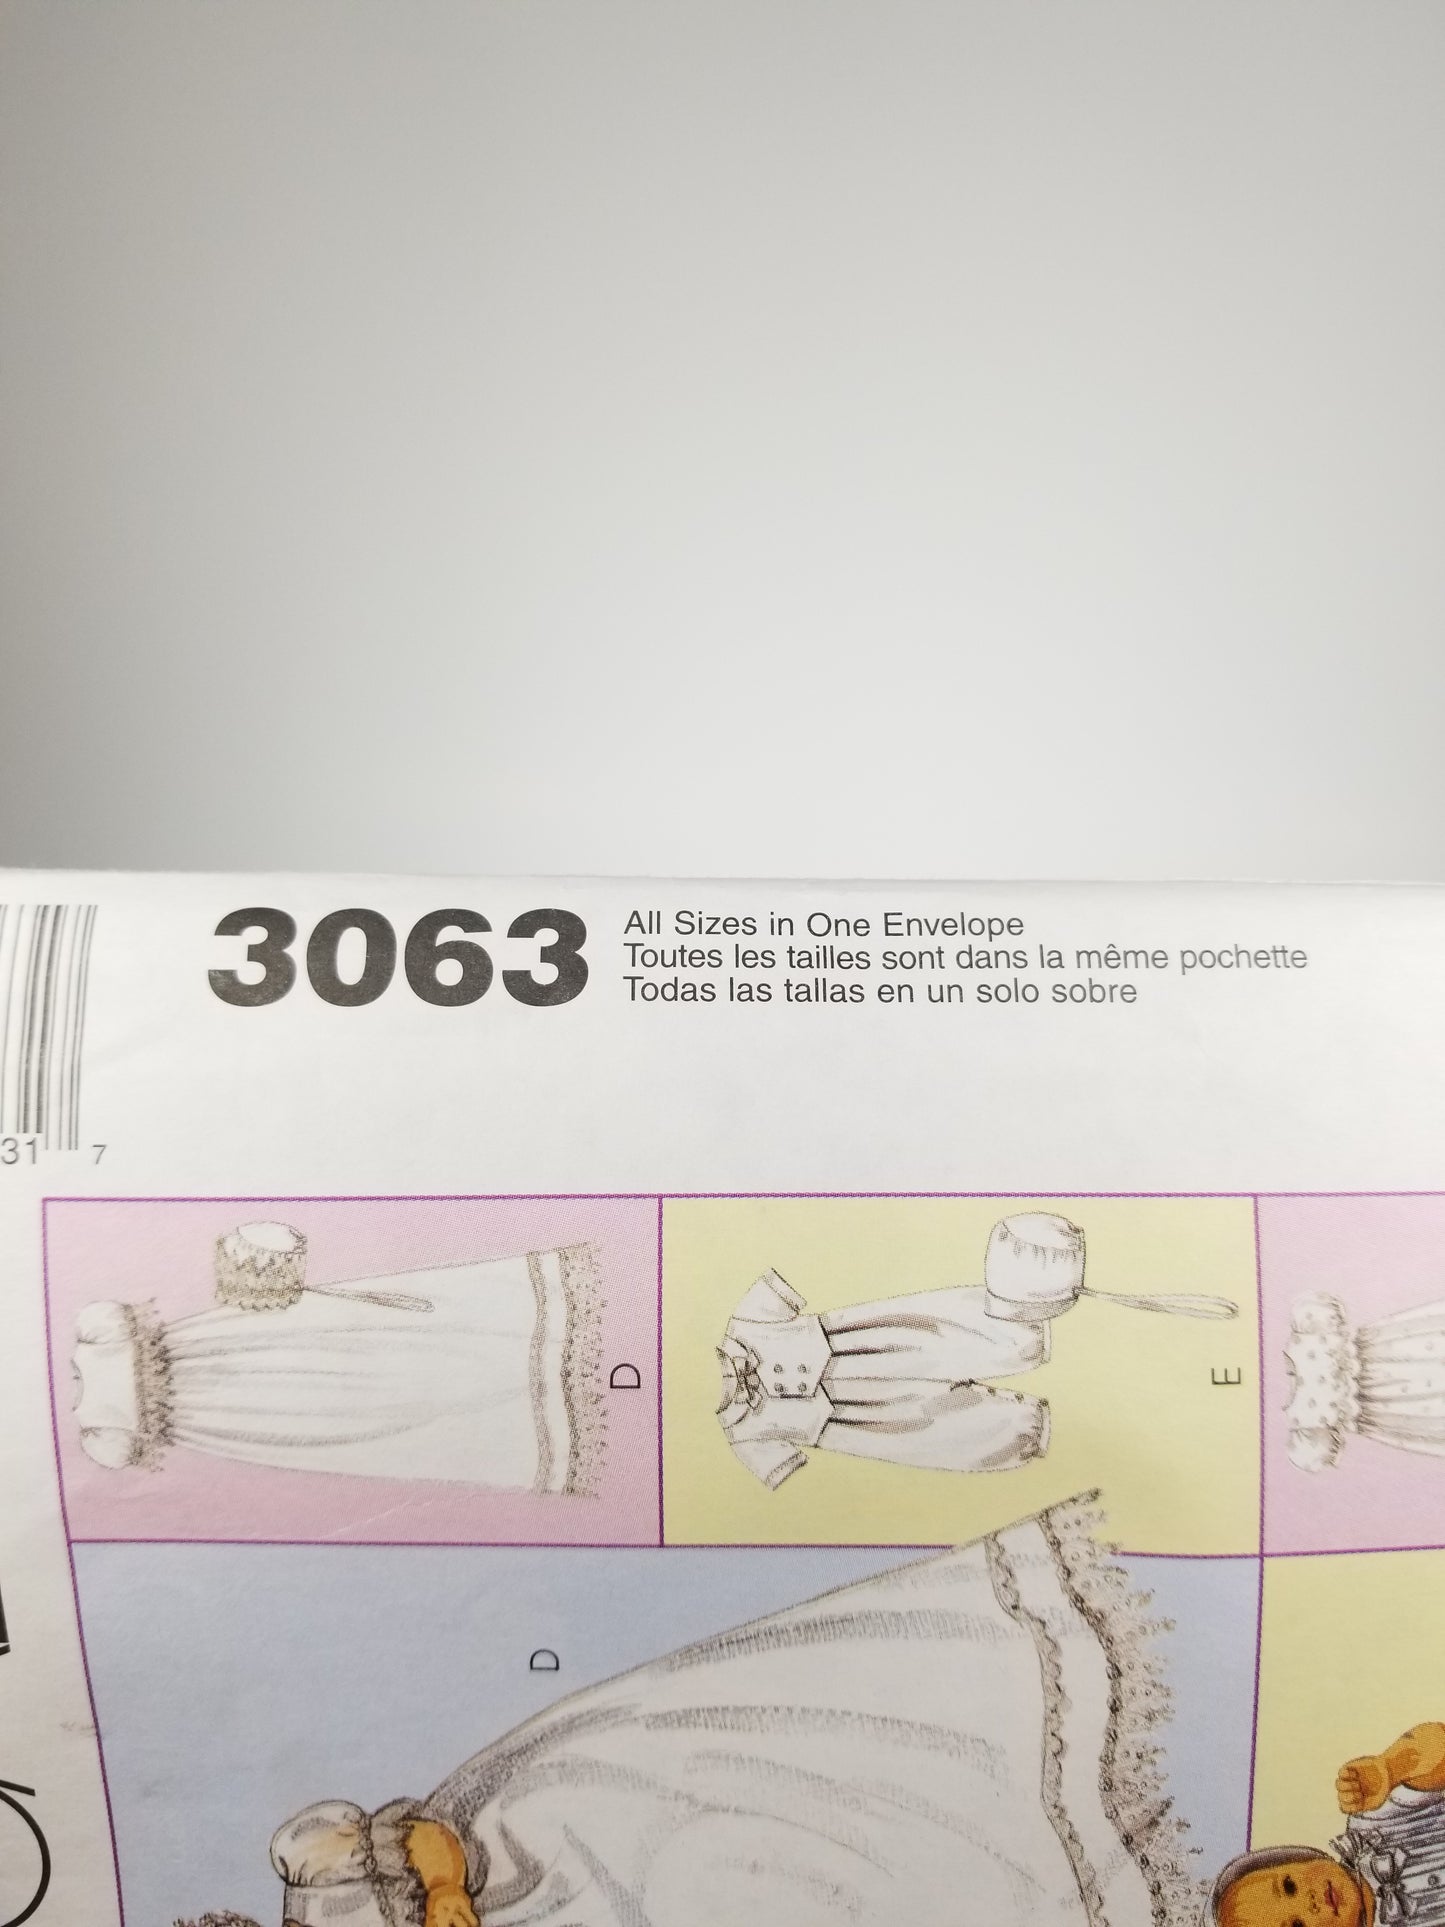 3063
All Sizes in One Envelope
Toutes les tailles sont dans la même pochette
Todas las tallas en un solo sobre
31 7
D
E
D